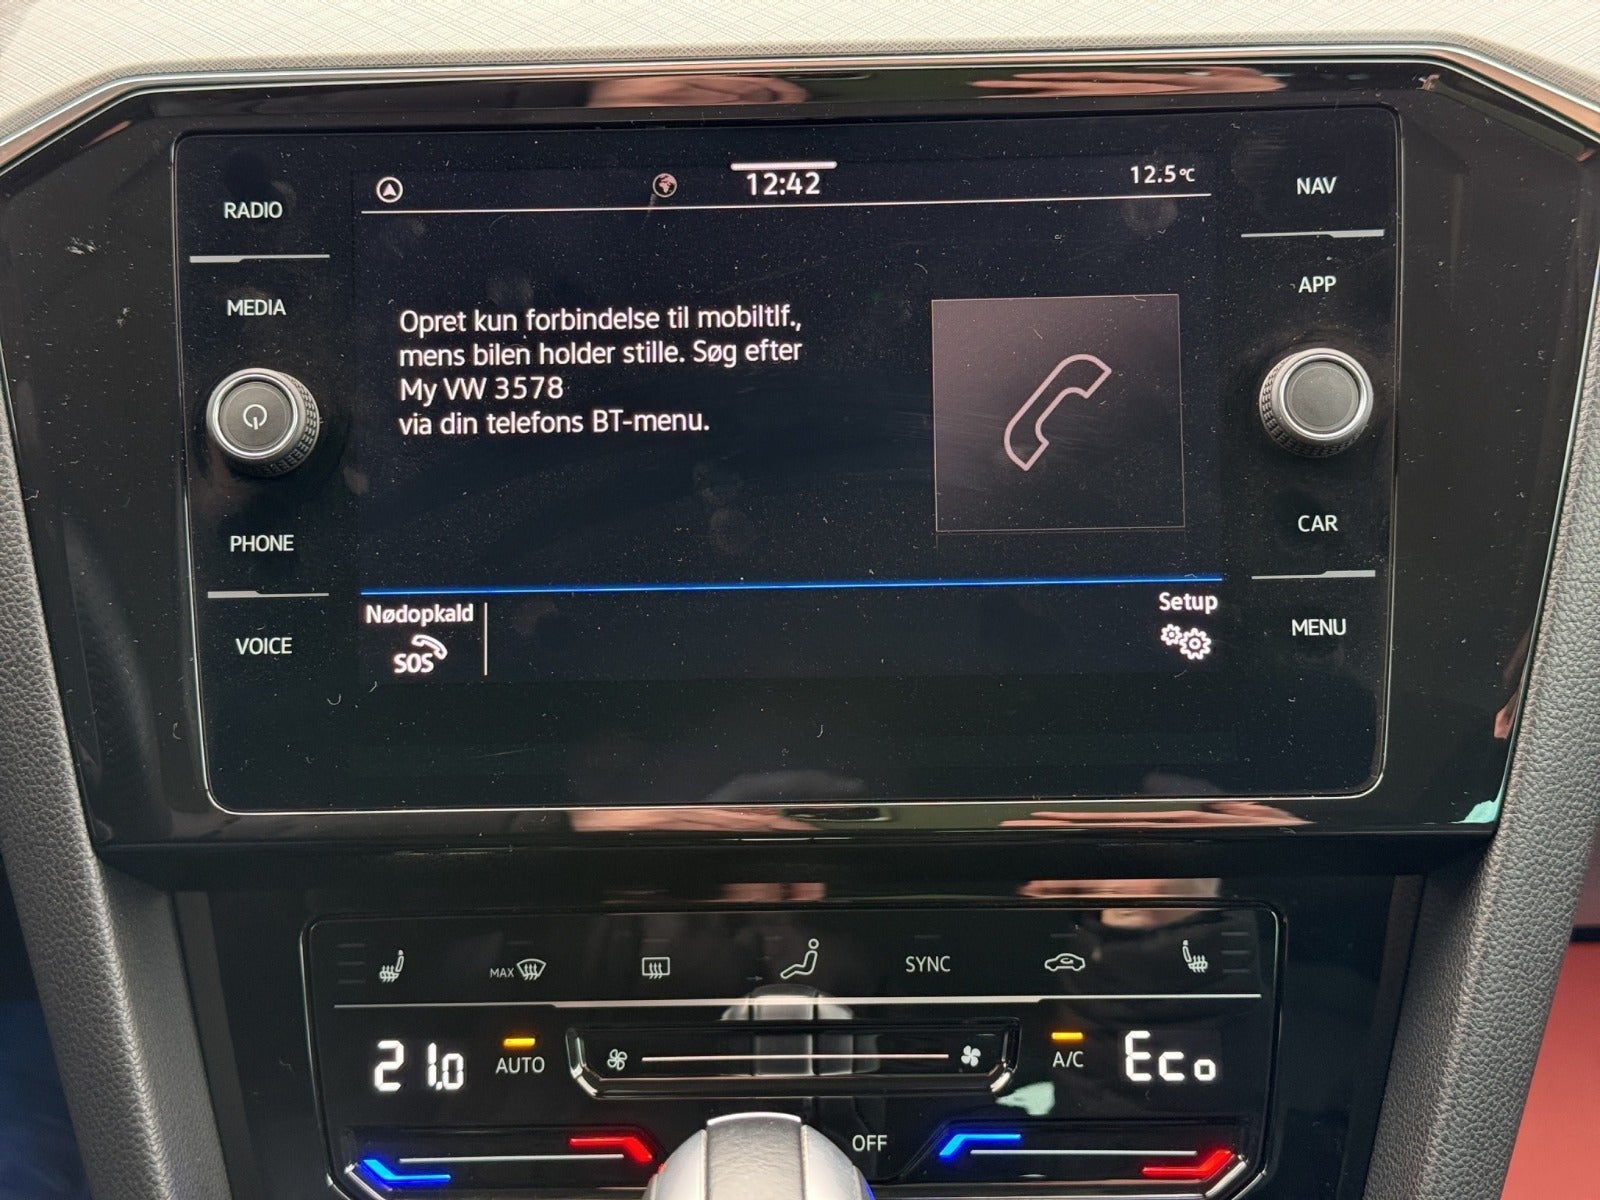 RADIO
MEDIA
PHONE
VOICE
12:42
12.5°C
Opret kun forbindelse til mobiltlf.,
mens bilen holder stille. Søg efter
My VW 3578
via din telefons BT-menu.
Nødopkald
SOS
Setup
NAV
APP
CAR
MENU
MAX
SYNC
21.0
AUTO
A/C
Eco
OFF